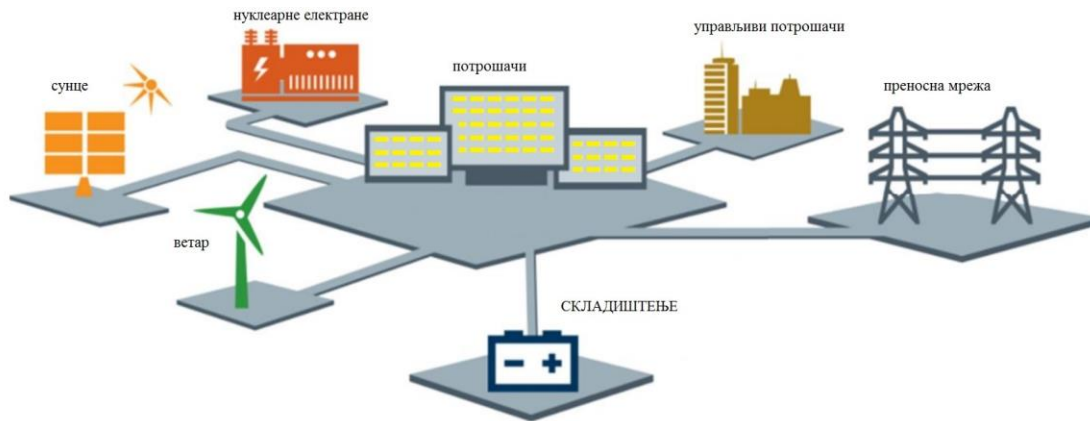 нуклеарне електране
управљиви потрошачи
потрошачи
сунце
преносна мрежа
ветар
СКЛАДИШТЕЊЕ